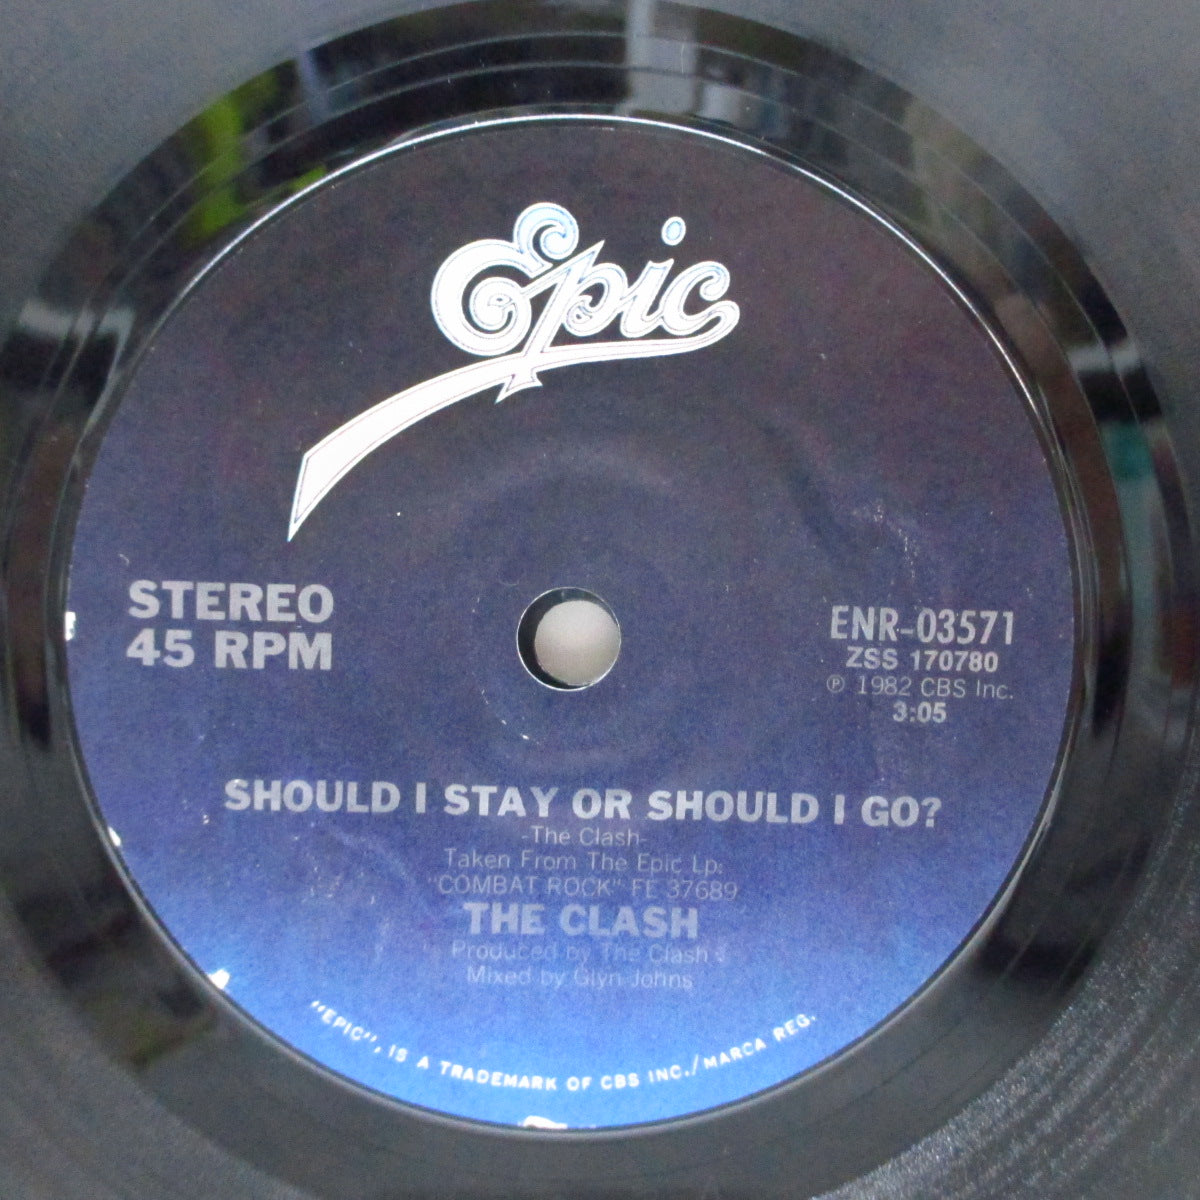 Epic
STEREO
45 RPM
ENR-03571
ZSS 170780
℗ 1982 CBS Inc.
3:05
SHOULD I STAY OR SHOULD I GO?
-The Clash-
Taken From The Epic Lp:
"COMBAT ROCK" FE 37689
THE CLASH
Produced by The Clash
Mixed by Glyn Johns
"EPIC", IS A TRADEMARK OF CBS INC./MARCA REG.